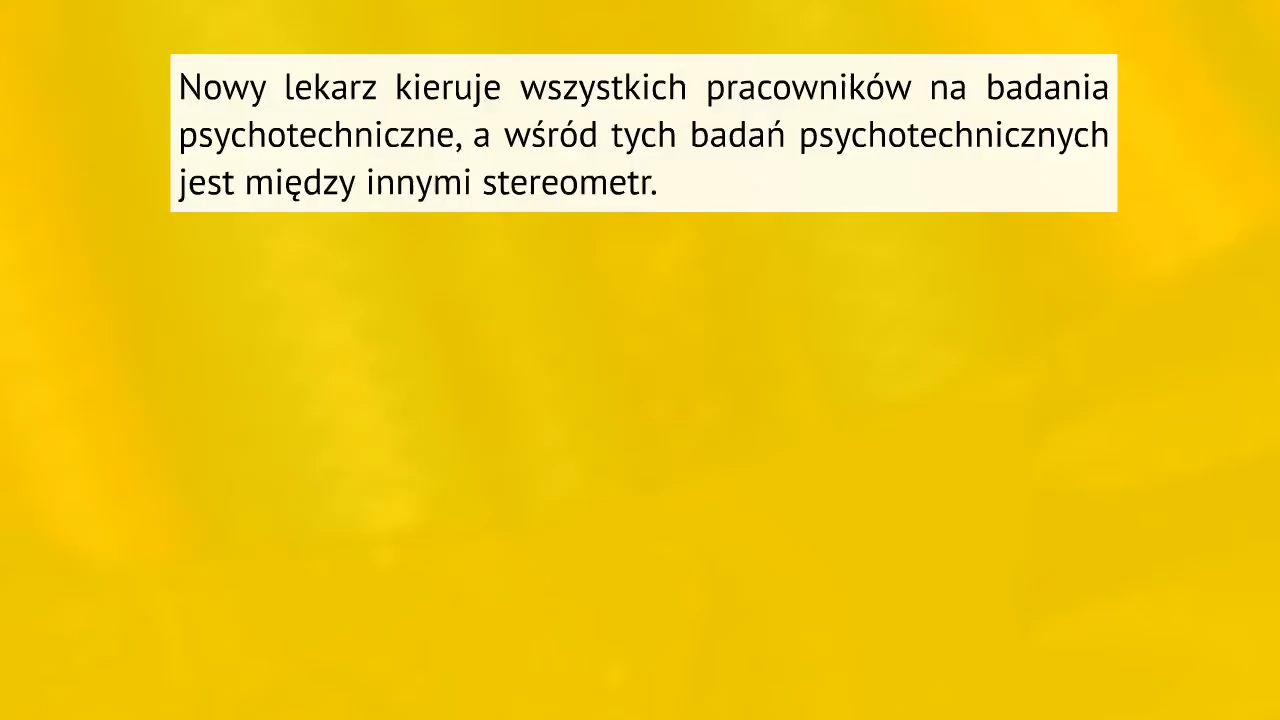 Nowy lekarz kieruje wszystkich pracowników na badania
psychotechniczne, a wśród tych badań psychotechnicznych
jest między innymi stereometr.